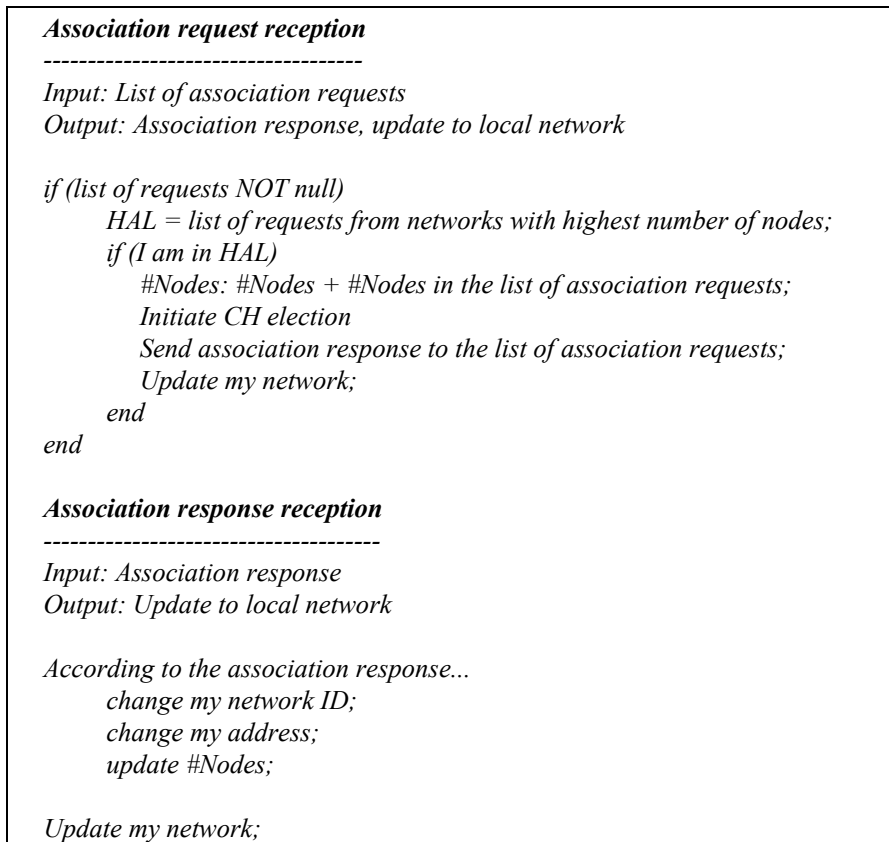 Association request reception
------------------------------------
Input: List of association requests
Output: Association response, update to local network
if (list of requests NOT null)
HAL = list of requests from networks with highest number of nodes;
if (I am in HAL)
#Nodes: #Nodes + #Nodes in the list of association requests;
Initiate CH election
Send association response to the list of association requests;
Update my network;
end
end
Association response reception
--------------------------------------
Input: Association response
Output: Update to local network
According to the association response...
change my network ID;
change my address;
update #Nodes;
Update my network;